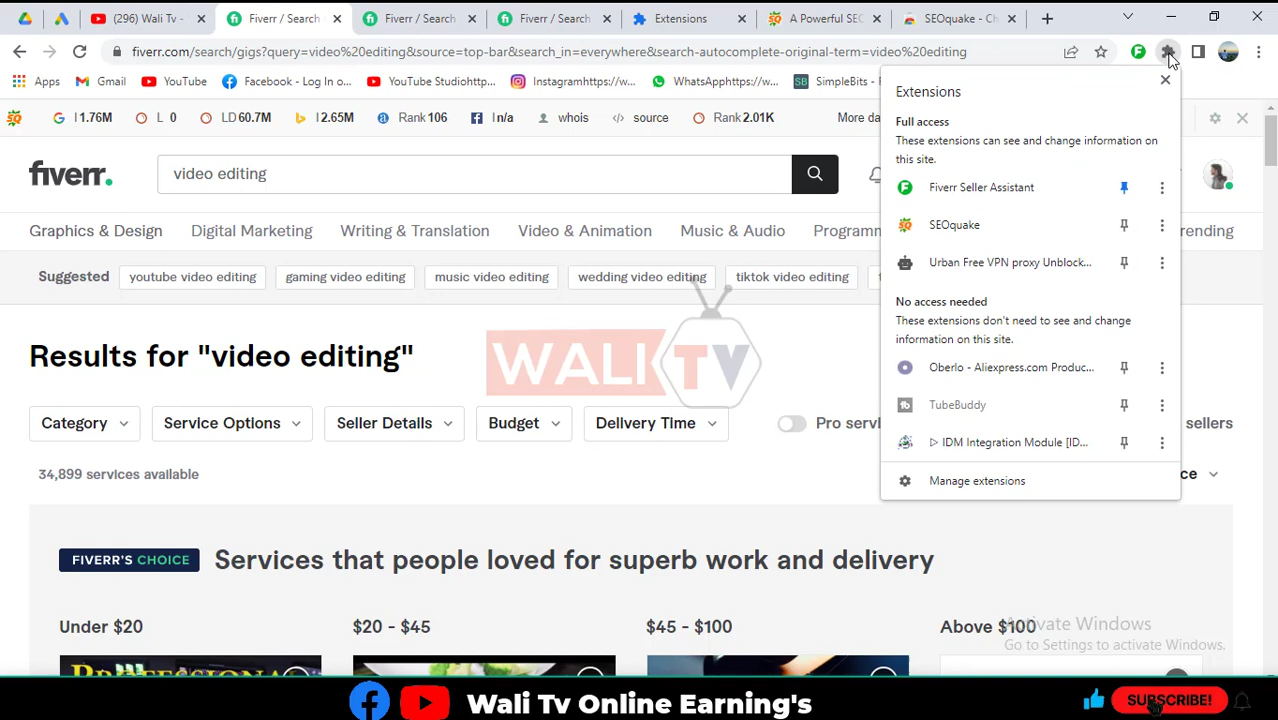 (296) Wali Tv -
Fiverr / Search
Fiverr / Search
Fiverr / Search
Extensions
A Powerful SEO
SEOquake - Ch
fiverr.com/search/gigs?query=video%20editing&source=top-bar&search_in=everywhere&search-autocomplete-original-term=video%20editing
Apps
Gmail
YouTube
Facebook - Log In o...
YouTube Studiohttp...
Instagramhttps://w...
WhatsApphttps://w...
SimpleBits -
I 1.76M
L 0
LD 60.7M
I 2.65M
Rank 106
I n/a
whois
source
Rank 2.01K
More da
fiverr.
video editing
Graphics & Design
Digital Marketing
Writing & Translation
Video & Animation
Music & Audio
Programm
rending
Suggested
youtube video editing
gaming video editing
music video editing
wedding video editing
tiktok video editing
Results for "video editing"
WALI TV
Category
Service Options
Seller Details
Budget
Delivery Time
Pro servi
sellers
34,899 services available
ce
FIVERR'S CHOICE
Services that people loved for superb work and delivery
Under $20
$20 - $45
$45 - $100
Above $100
PROFESSIONAL
Extensions
Full access
These extensions can see and change information on
this site.
Fiverr Seller Assistant
SEOquake
Urban Free VPN proxy Unblock...
No access needed
These extensions don't need to see and change
information on this site.
Oberlo - Aliexpress.com Produc...
TubeBuddy
IDM Integration Module [ID...
Manage extensions
Activate Windows
Go to Settings to activate Windows.
Wali Tv Online Earning's
SUBSCRIBE!